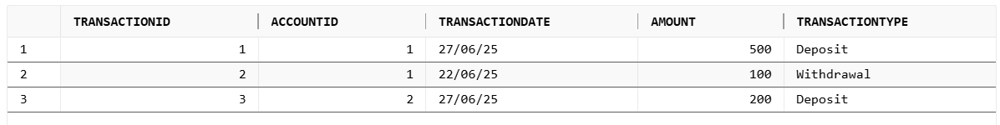 TRANSACTIONID ACCOUNTID TRANSACTIONDATE AMOUNT TRANSACTIONTYPE
1 1 1 27/06/25 500 Deposit
2 2 1 22/06/25 100 Withdrawal
3 3 2 27/06/25 200 Deposit